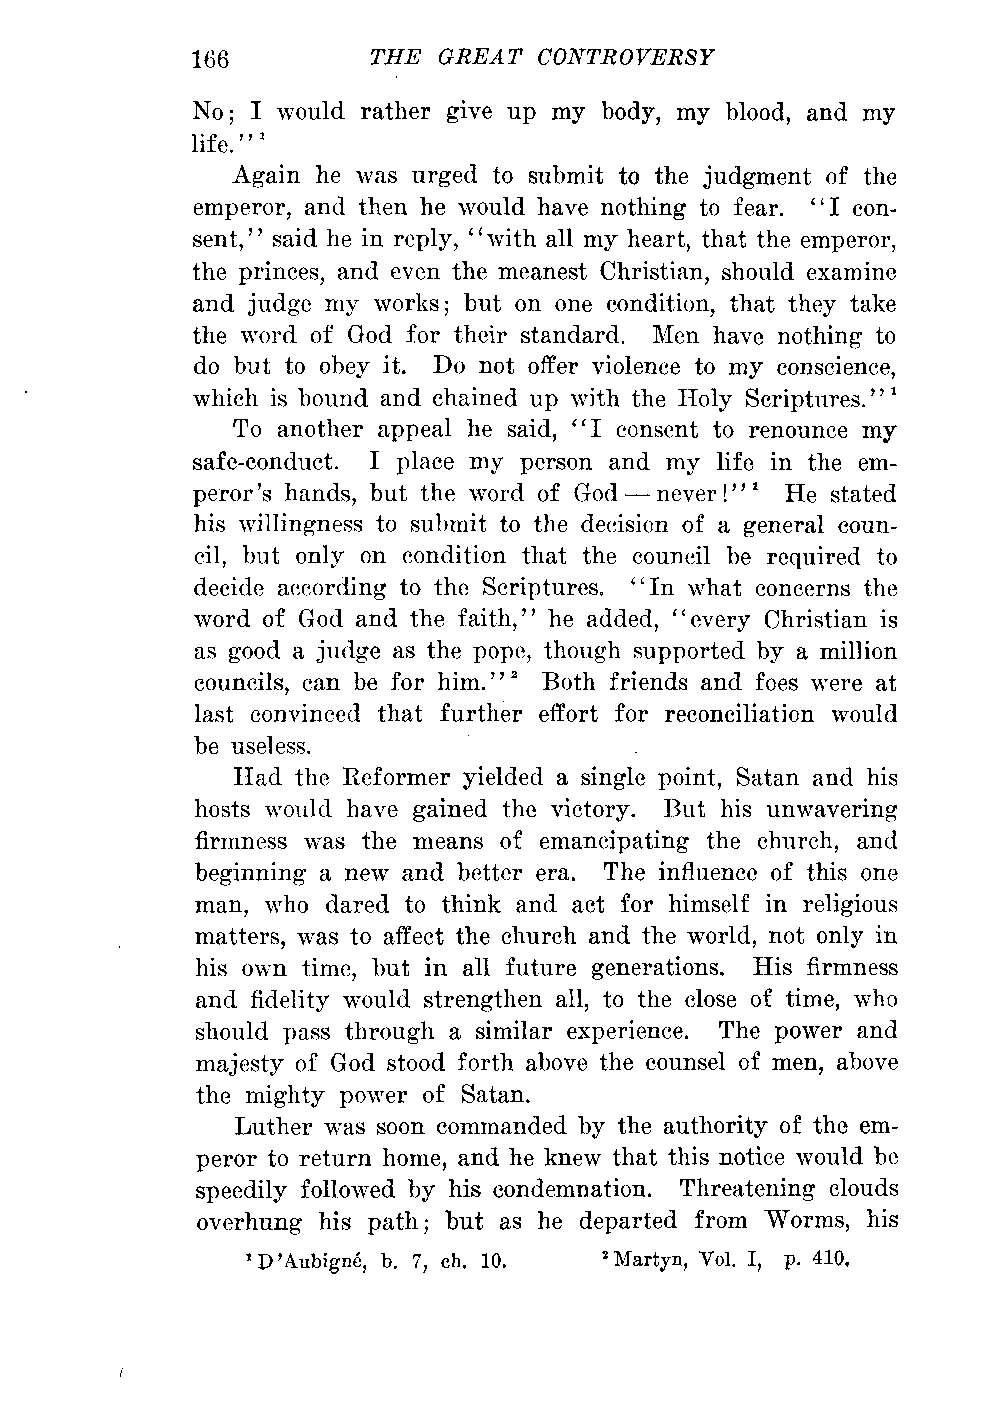 166 THE GREAT CONTROVERSY
No; I would rather give up my body, my blood, and my
life.'' ¹
Again he was urged to submit to the judgment of the
emperor, and then he would have nothing to fear. ''I con-
sent,'' said he in reply, ''with all my heart, that the emperor,
the princes, and even the meanest Christian, should examine
and judge my works; but on one condition, that they take
the word of God for their standard. Men have nothing to
do but to obey it. Do not offer violence to my conscience,
which is bound and chained up with the Holy Scriptures.'' ¹
To another appeal he said, ''I consent to renounce my
safe-conduct. I place my person and my life in the em-
peror's hands, but the word of God — never!'' ¹ He stated
his willingness to submit to the decision of a general coun-
cil, but only on condition that the council be required to
decide according to the Scriptures. ''In what concerns the
word of God and the faith,'' he added, ''every Christian is
as good a judge as the pope, though supported by a million
councils, can be for him.'' ² Both friends and foes were at
last convinced that further effort for reconciliation would
be useless.
Had the Reformer yielded a single point, Satan and his
hosts would have gained the victory. But his unwavering
firmness was the means of emancipating the church, and
beginning a new and better era. The influence of this one
man, who dared to think and act for himself in religious
matters, was to affect the church and the world, not only in
his own time, but in all future generations. His firmness
and fidelity would strengthen all, to the close of time, who
should pass through a similar experience. The power and
majesty of God stood forth above the counsel of men, above
the mighty power of Satan.
Luther was soon commanded by the authority of the em-
peror to return home, and he knew that this notice would be
speedily followed by his condemnation. Threatening clouds
overhung his path; but as he departed from Worms, his
¹ D'Aubigné, b. 7, ch. 10. ² Martyn, Vol. I, p. 410.